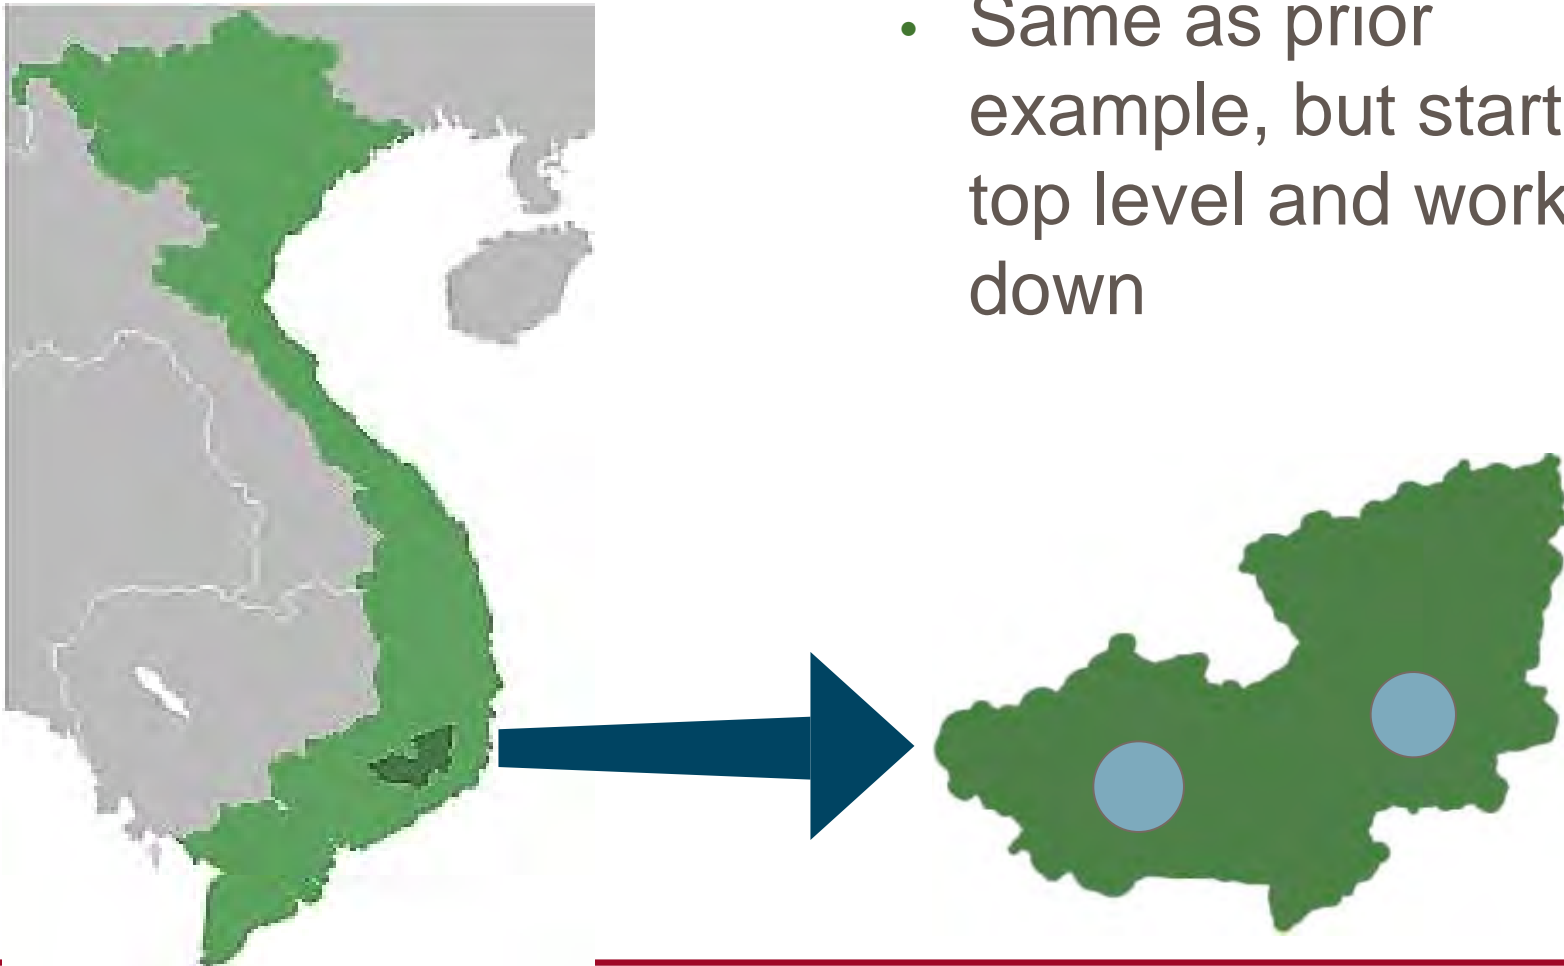 • Same as prior
example, but start
top level and work
down